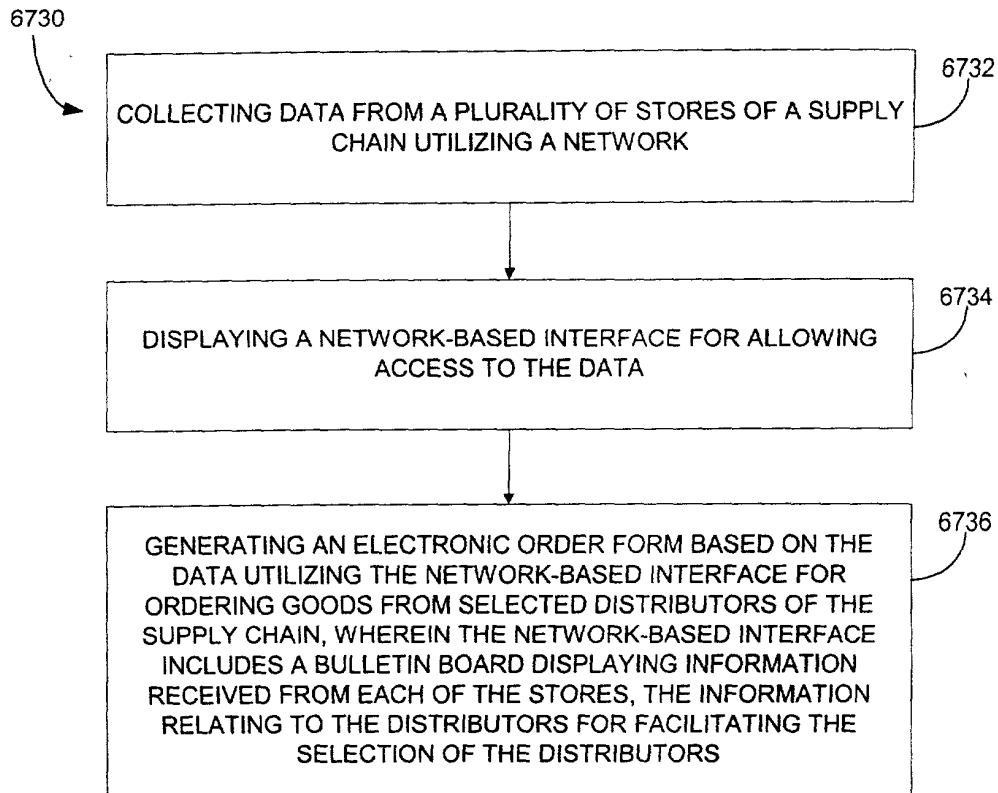 6730
6732
COLLECTING DATA FROM A PLURALITY OF STORES OF A SUPPLY
CHAIN UTILIZING A NETWORK
6734
DISPLAYING A NETWORK-BASED INTERFACE FOR ALLOWING
ACCESS TO THE DATA
6736
GENERATING AN ELECTRONIC ORDER FORM BASED ON THE
DATA UTILIZING THE NETWORK-BASED INTERFACE FOR
ORDERING GOODS FROM SELECTED DISTRIBUTORS OF THE
SUPPLY CHAIN, WHEREIN THE NETWORK-BASED INTERFACE
INCLUDES A BULLETIN BOARD DISPLAYING INFORMATION
RECEIVED FROM EACH OF THE STORES, THE INFORMATION
RELATING TO THE DISTRIBUTORS FOR FACILITATING THE
SELECTION OF THE DISTRIBUTORS